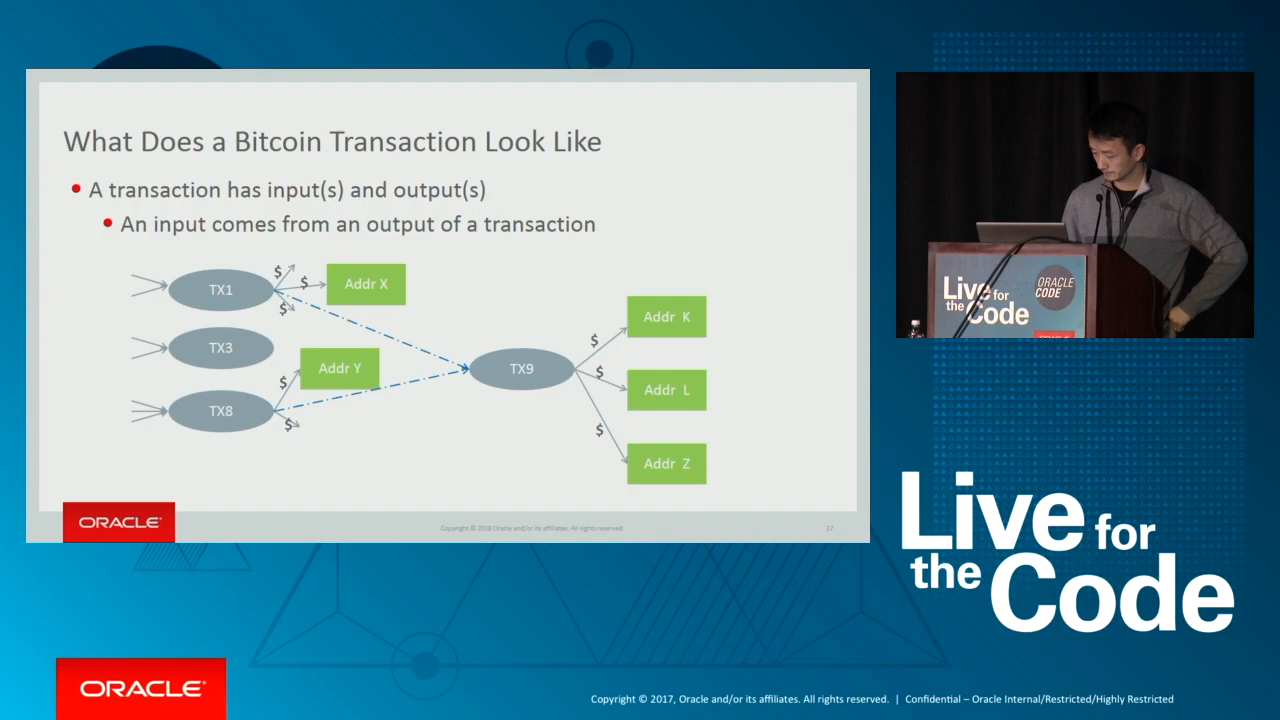 What Does a Bitcoin Transaction Look Like
A transaction has input(s) and output(s)
An input comes from an output of a transaction
TX1
$
$
$
Addr X
TX3
TX8
$
$
Addr Y
TX9
$
$
$
Addr K
Addr L
Addr Z
ORACLE®
Copyright © 2018 Oracle and/or its affiliates. All rights reserved.
17
Live for
the Code
ORACLE
CODE
Live for
the Code
ORACLE®
Copyright © 2017, Oracle and/or its affiliates. All rights reserved. | Confidential – Oracle Internal/Restricted/Highly Restricted